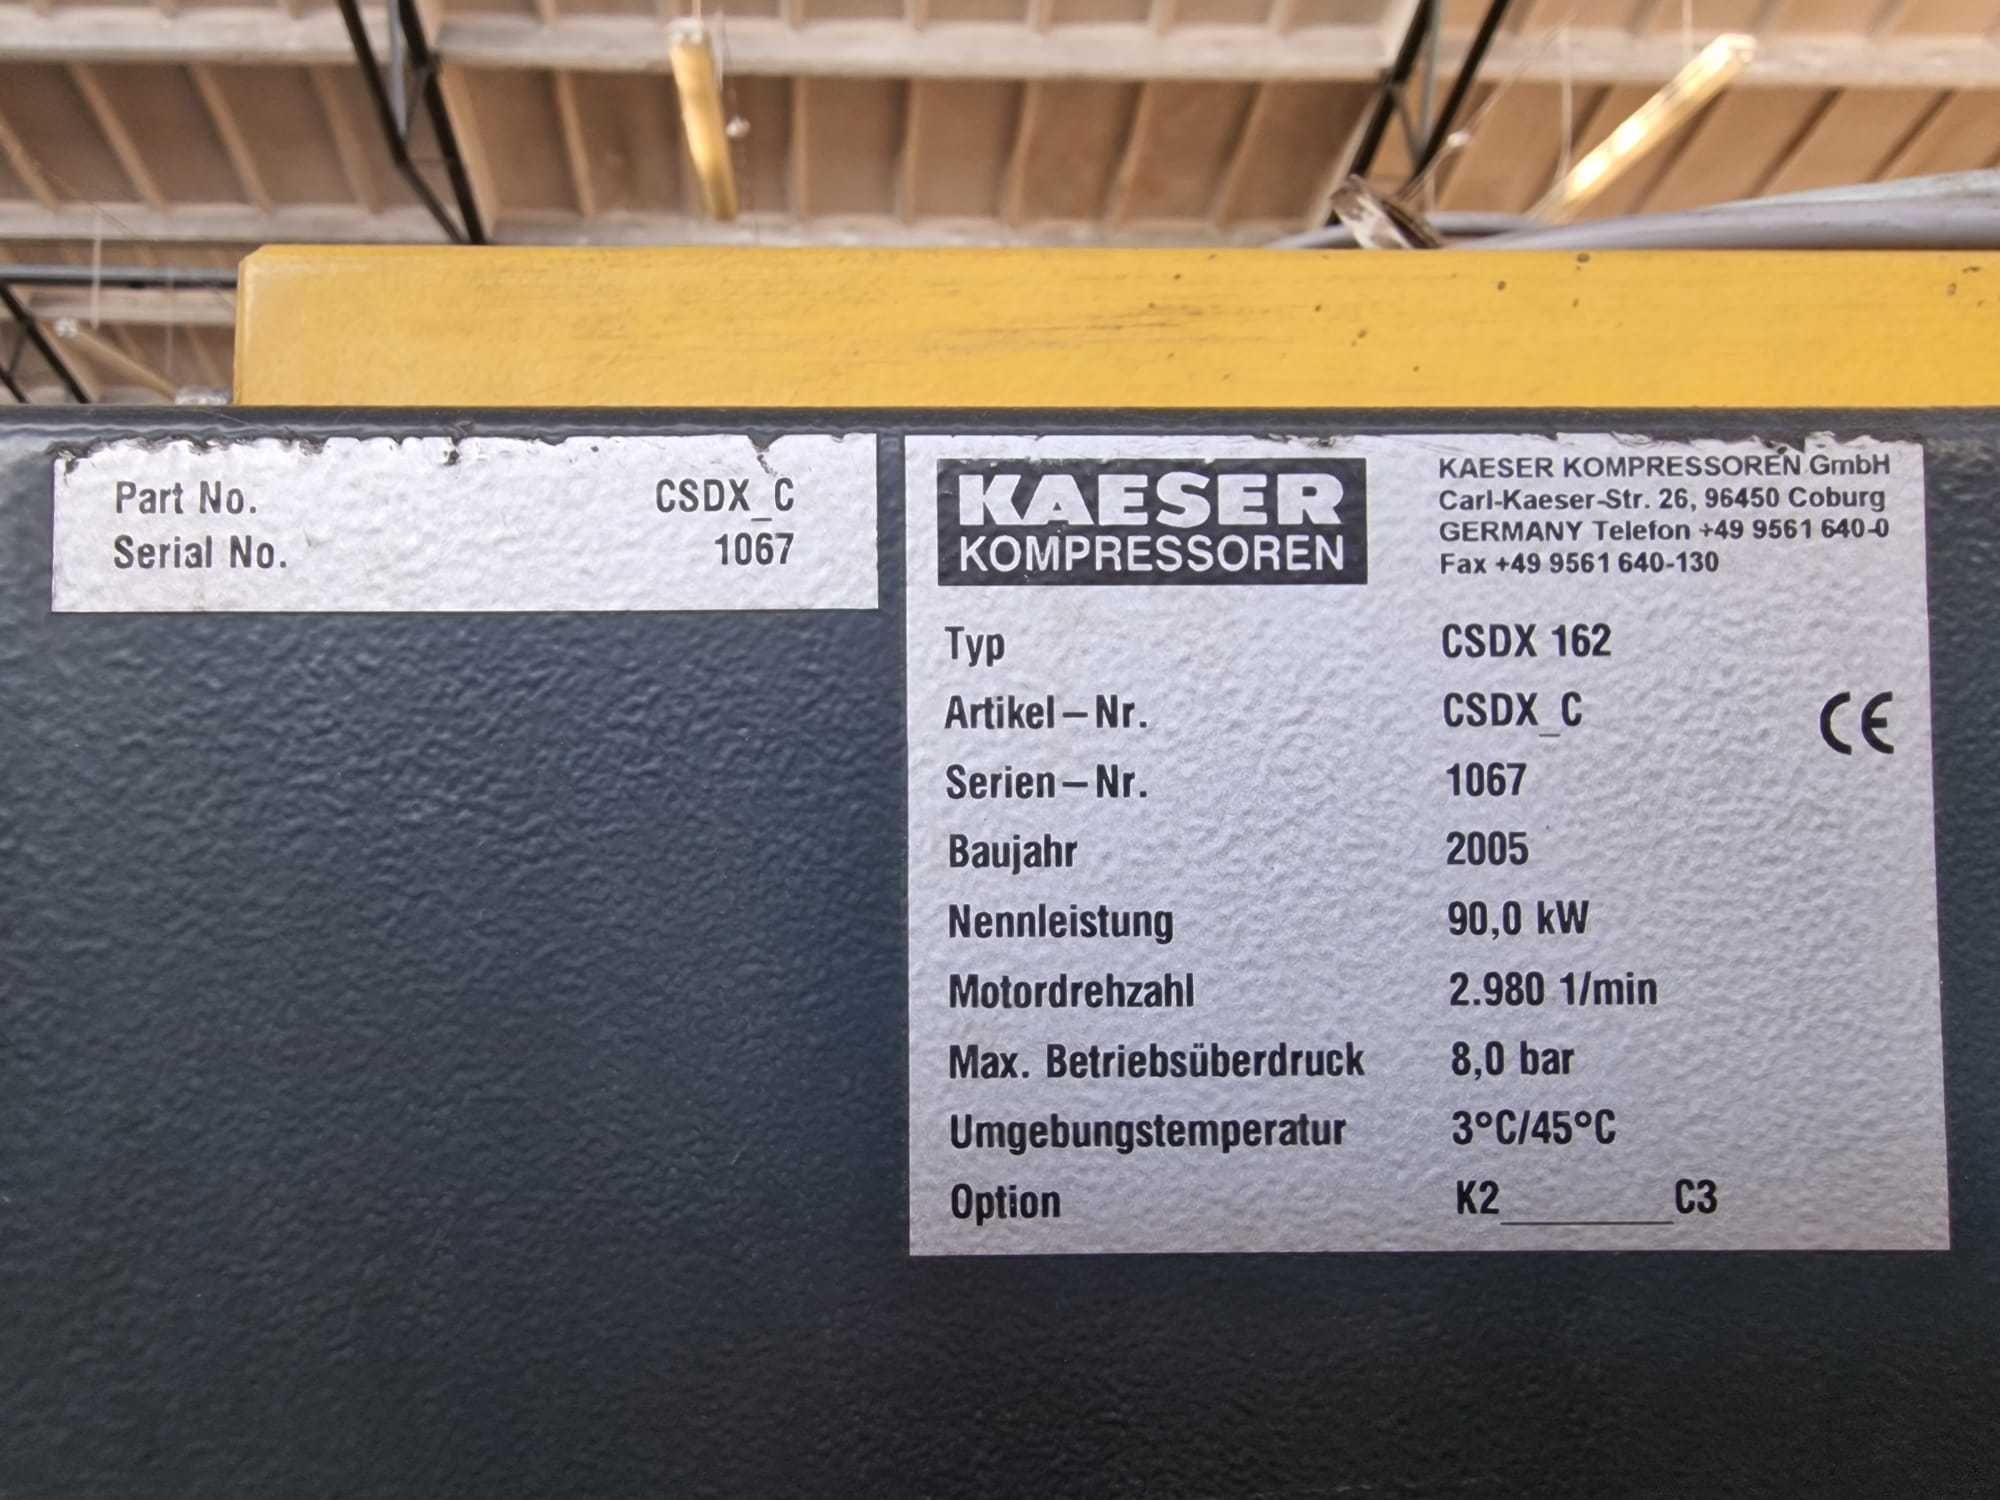 Part No. CSDX_C
Serial No. 1067
KAESER
KOMPRESSOREN
KAESER KOMPRESSOREN GmbH
Carl-Kaeser-Str. 26, 96450 Coburg
GERMANY Telefon +49 9561 640-0
Fax +49 9561 640-130
Typ CSDX 162
Artikel-Nr. CSDX_C
CE
Serien-Nr. 1067
Baujahr 2005
Nennleistung 90,0 kW
Motordrehzahl 2.980 1/min
Max. Betriebsüberdruck 8,0 bar
Umgebungstemperatur 3°C/45°C
Option K2________C3